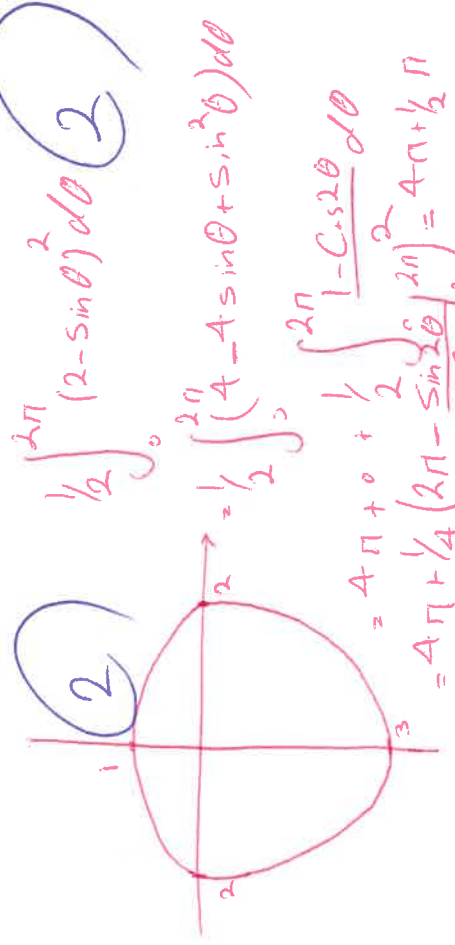 2
1
2
2
3
1/2 ∫₀^2π (2-sinθ)² dθ
2
= 1/2 ∫₀^2π (4-4sinθ+sin²θ)dθ
= 4π+0+ 1/2 ∫₀^2π (1-Cos2θ)/2 dθ
= 4π+1/4 (2π- sin2θ/2 |₀^2π) = 4π+1/2 π